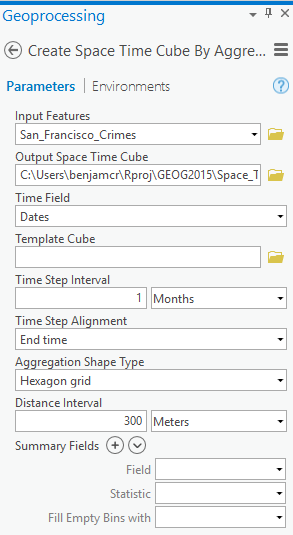 Geoprocessing
Create Space Time Cube By Aggre...
Parameters Environments
Input Features
San_Francisco_Crimes
Output Space Time Cube
C:\Users\benjamcr\Rproj\GEOG2015\Space_T
Time Field
Dates
Template Cube
Time Step Interval
1 Months
Time Step Alignment
End time
Aggregation Shape Type
Hexagon grid
Distance Interval
300 Meters
Summary Fields
Field
Statistic
Fill Empty Bins with